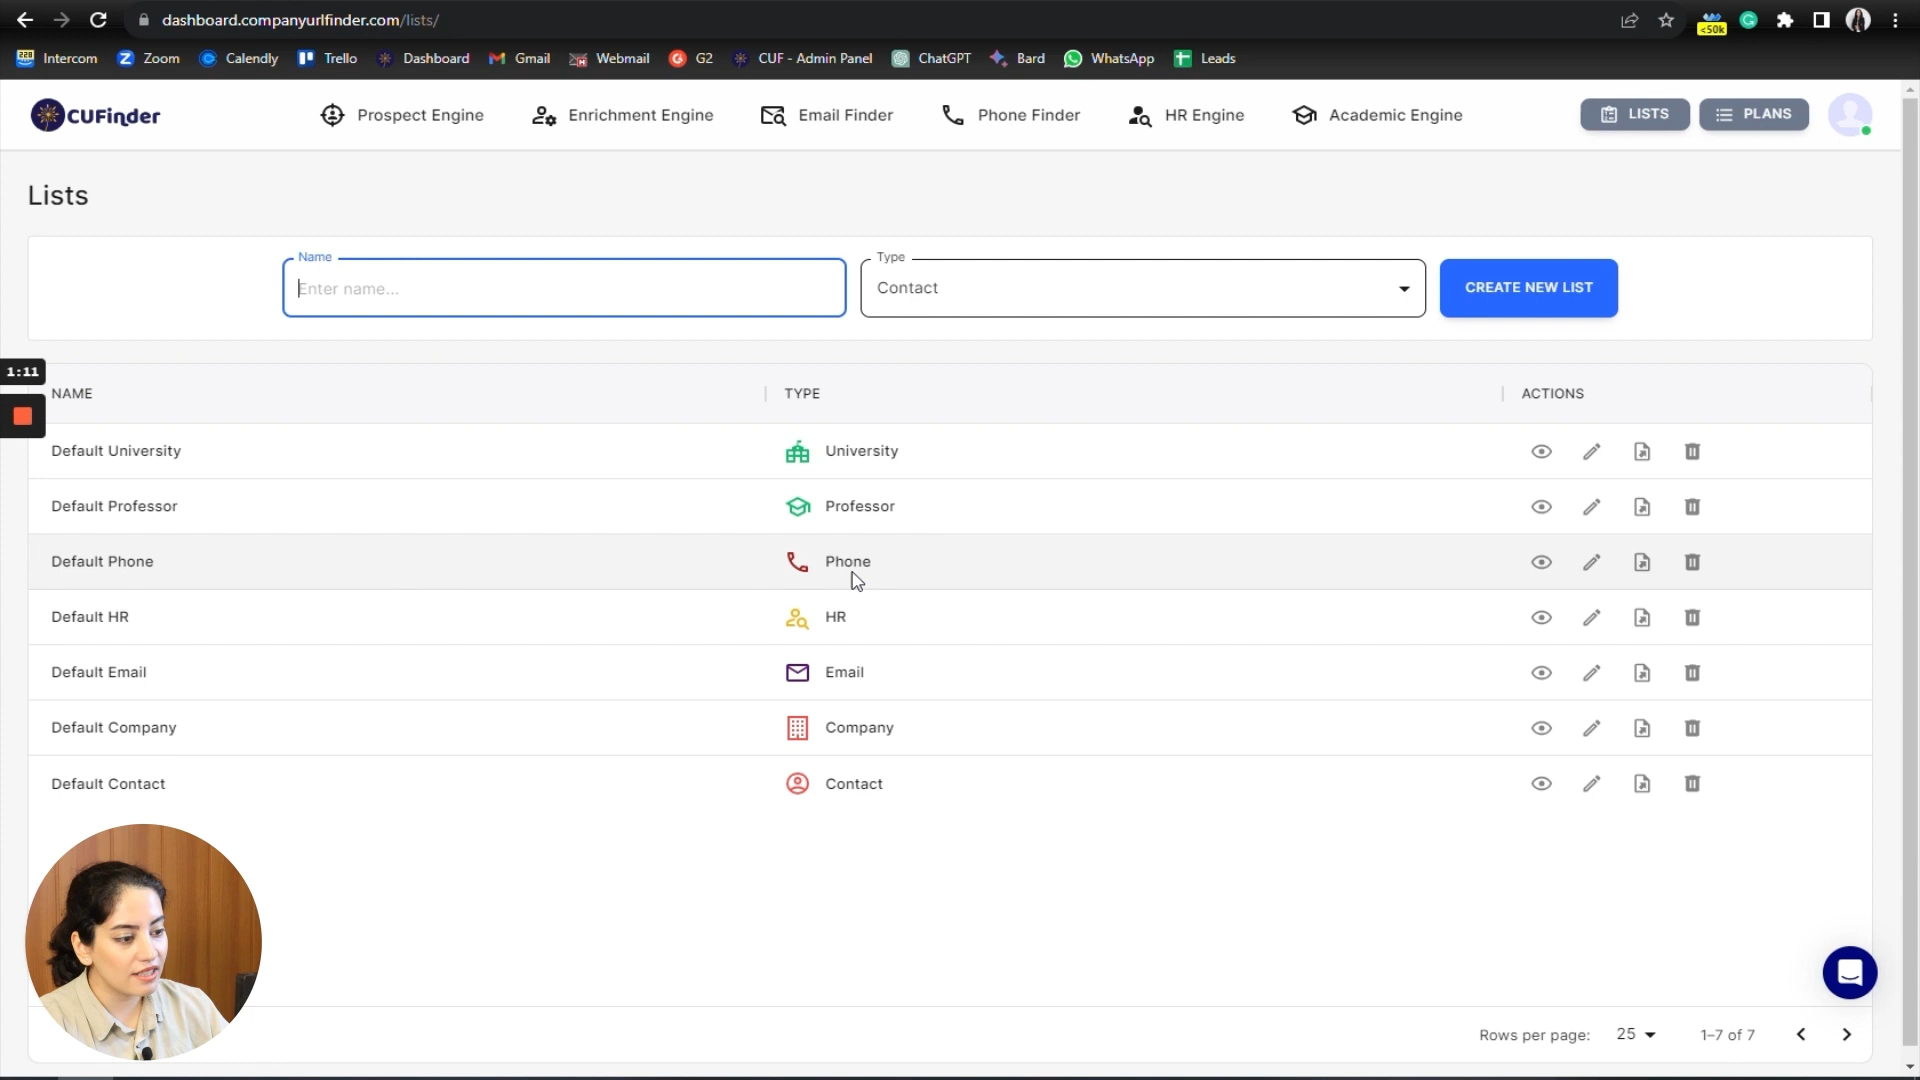 dashboard.companyurlfinder.com/lists/
<50k
Intercom Zoom Calendly Trello Dashboard Gmail Webmail G2 CUF - Admin Panel ChatGPT Bard WhatsApp Leads
CUFinder Prospect Engine Enrichment Engine Email Finder Phone Finder HR Engine Academic Engine LISTS PLANS
Lists
Name Type
Enter name... Contact CREATE NEW LIST
1:11
NAME TYPE ACTIONS
Default University University
Default Professor Professor
Default Phone Phone
Default HR HR
Default Email Email
Default Company Company
Default Contact Contact
Rows per page: 25 1–7 of 7